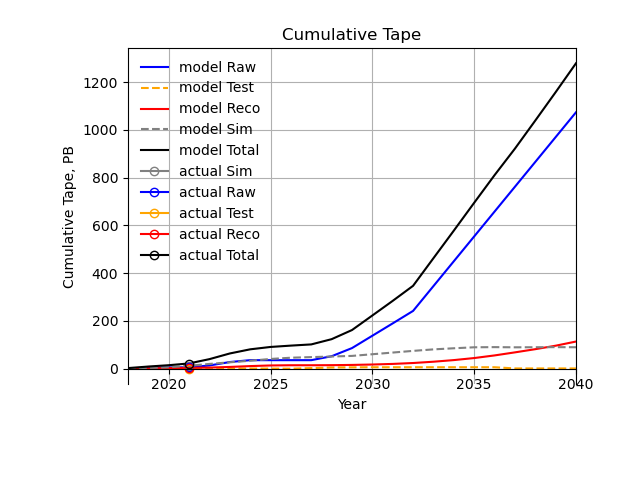 Cumulative Tape
model Raw
model Test
model Reco
model Sim
model Total
actual Sim
actual Raw
actual Test
actual Reco
actual Total
1200
1000
800
600
400
200
0
Cumulative Tape, PB
2020 2025 2030 2035 2040
Year